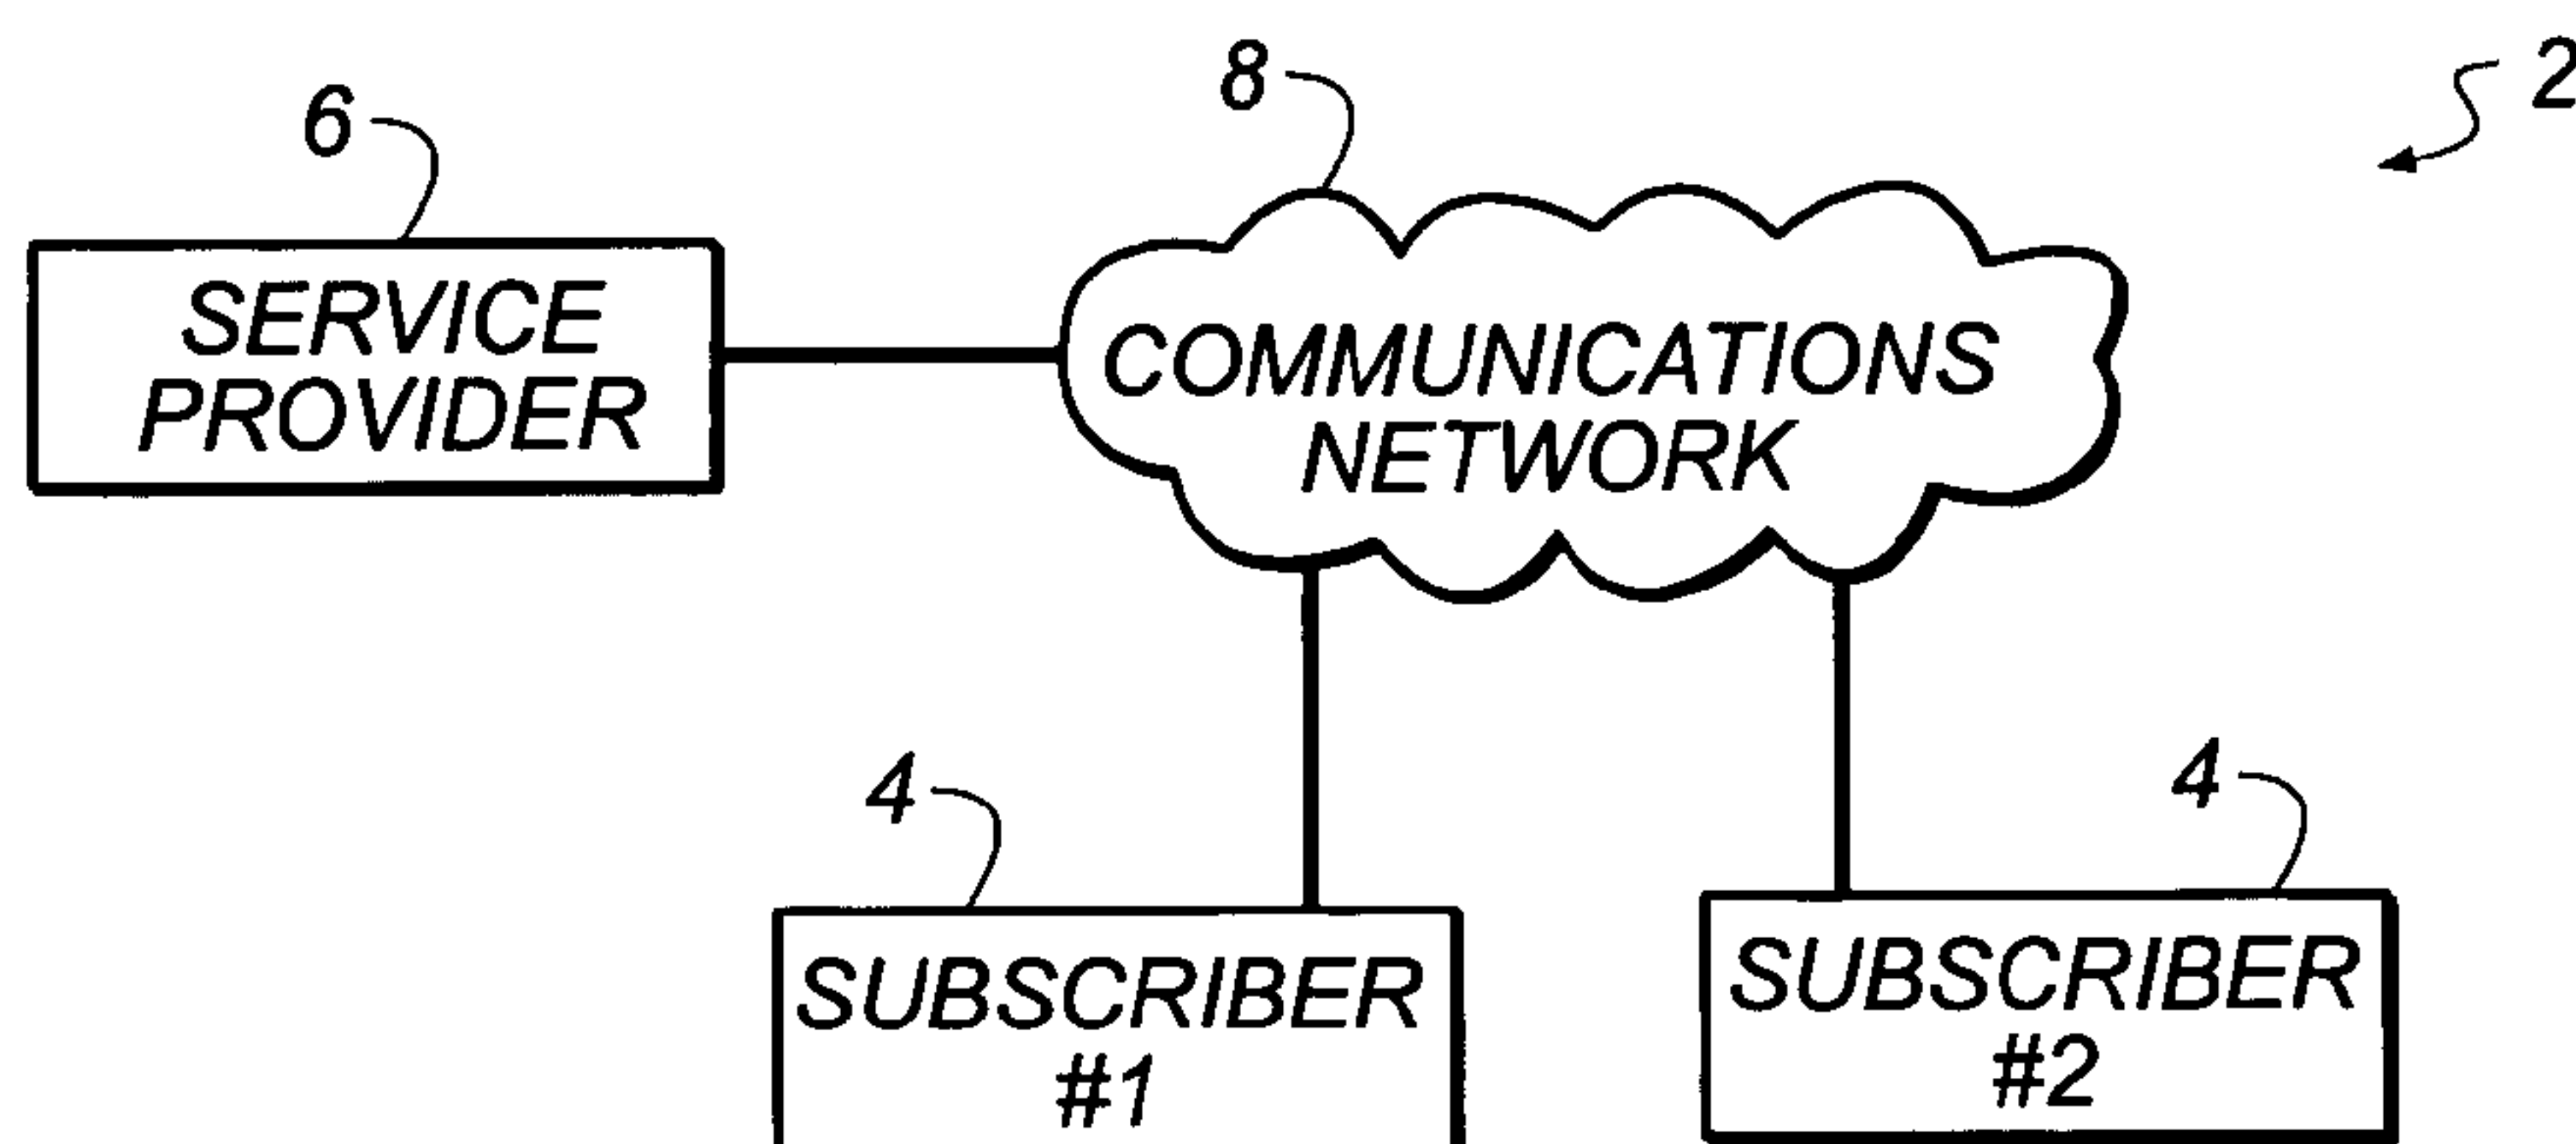 8
2
6
SERVICE
PROVIDER
COMMUNICATIONS
NETWORK
4
4
SUBSCRIBER
#1
SUBSCRIBER
#2